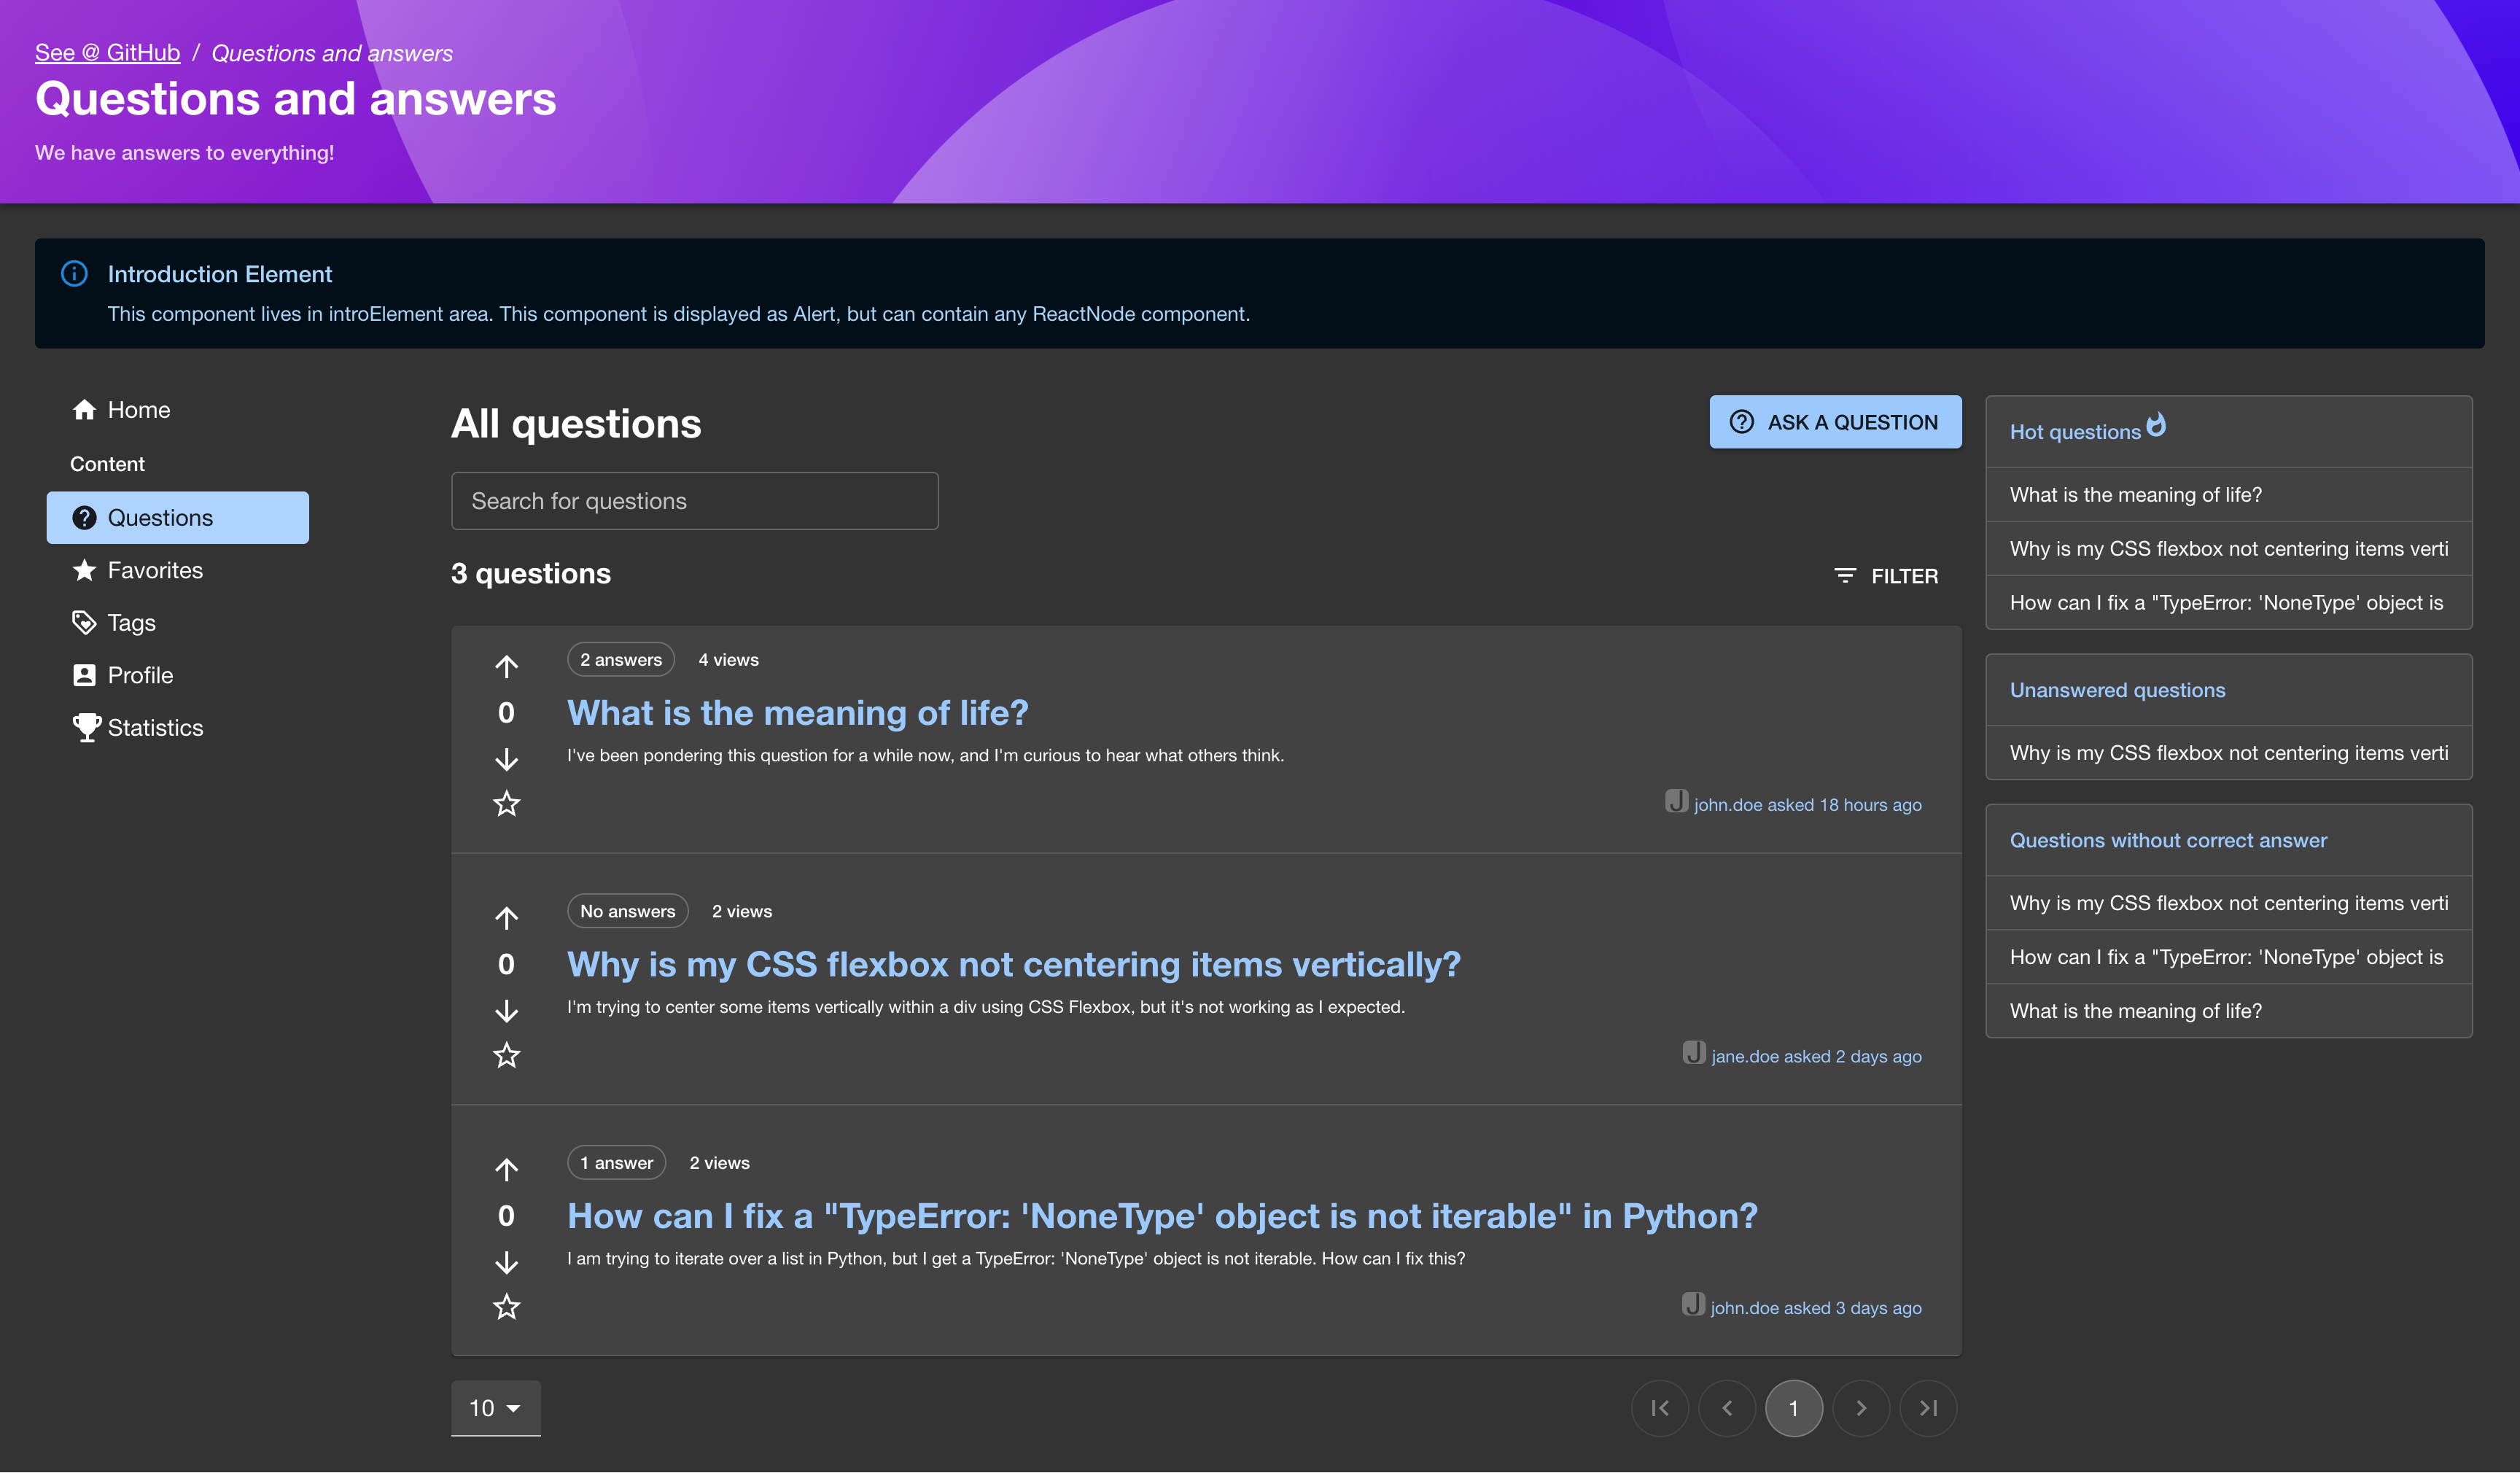 See @ GitHub / Questions and answers
Questions and answers
We have answers to everything!
Introduction Element
This component lives in introElement area. This component is displayed as Alert, but can contain any ReactNode component.
Home
Content
Questions
Favorites
Tags
Profile
Statistics
All questions
ASK A QUESTION
Search for questions
3 questions
FILTER
2 answers 4 views
0
What is the meaning of life?
I've been pondering this question for a while now, and I'm curious to hear what others think.
J john.doe asked 18 hours ago
No answers 2 views
0
Why is my CSS flexbox not centering items vertically?
I'm trying to center some items vertically within a div using CSS Flexbox, but it's not working as I expected.
J jane.doe asked 2 days ago
1 answer 2 views
0
How can I fix a "TypeError: 'NoneType' object is not iterable" in Python?
I am trying to iterate over a list in Python, but I get a TypeError: 'NoneType' object is not iterable. How can I fix this?
J john.doe asked 3 days ago
10
1
Hot questions
What is the meaning of life?
Why is my CSS flexbox not centering items verti
How can I fix a "TypeError: 'NoneType' object is
Unanswered questions
Why is my CSS flexbox not centering items verti
Questions without correct answer
Why is my CSS flexbox not centering items verti
How can I fix a "TypeError: 'NoneType' object is
What is the meaning of life?